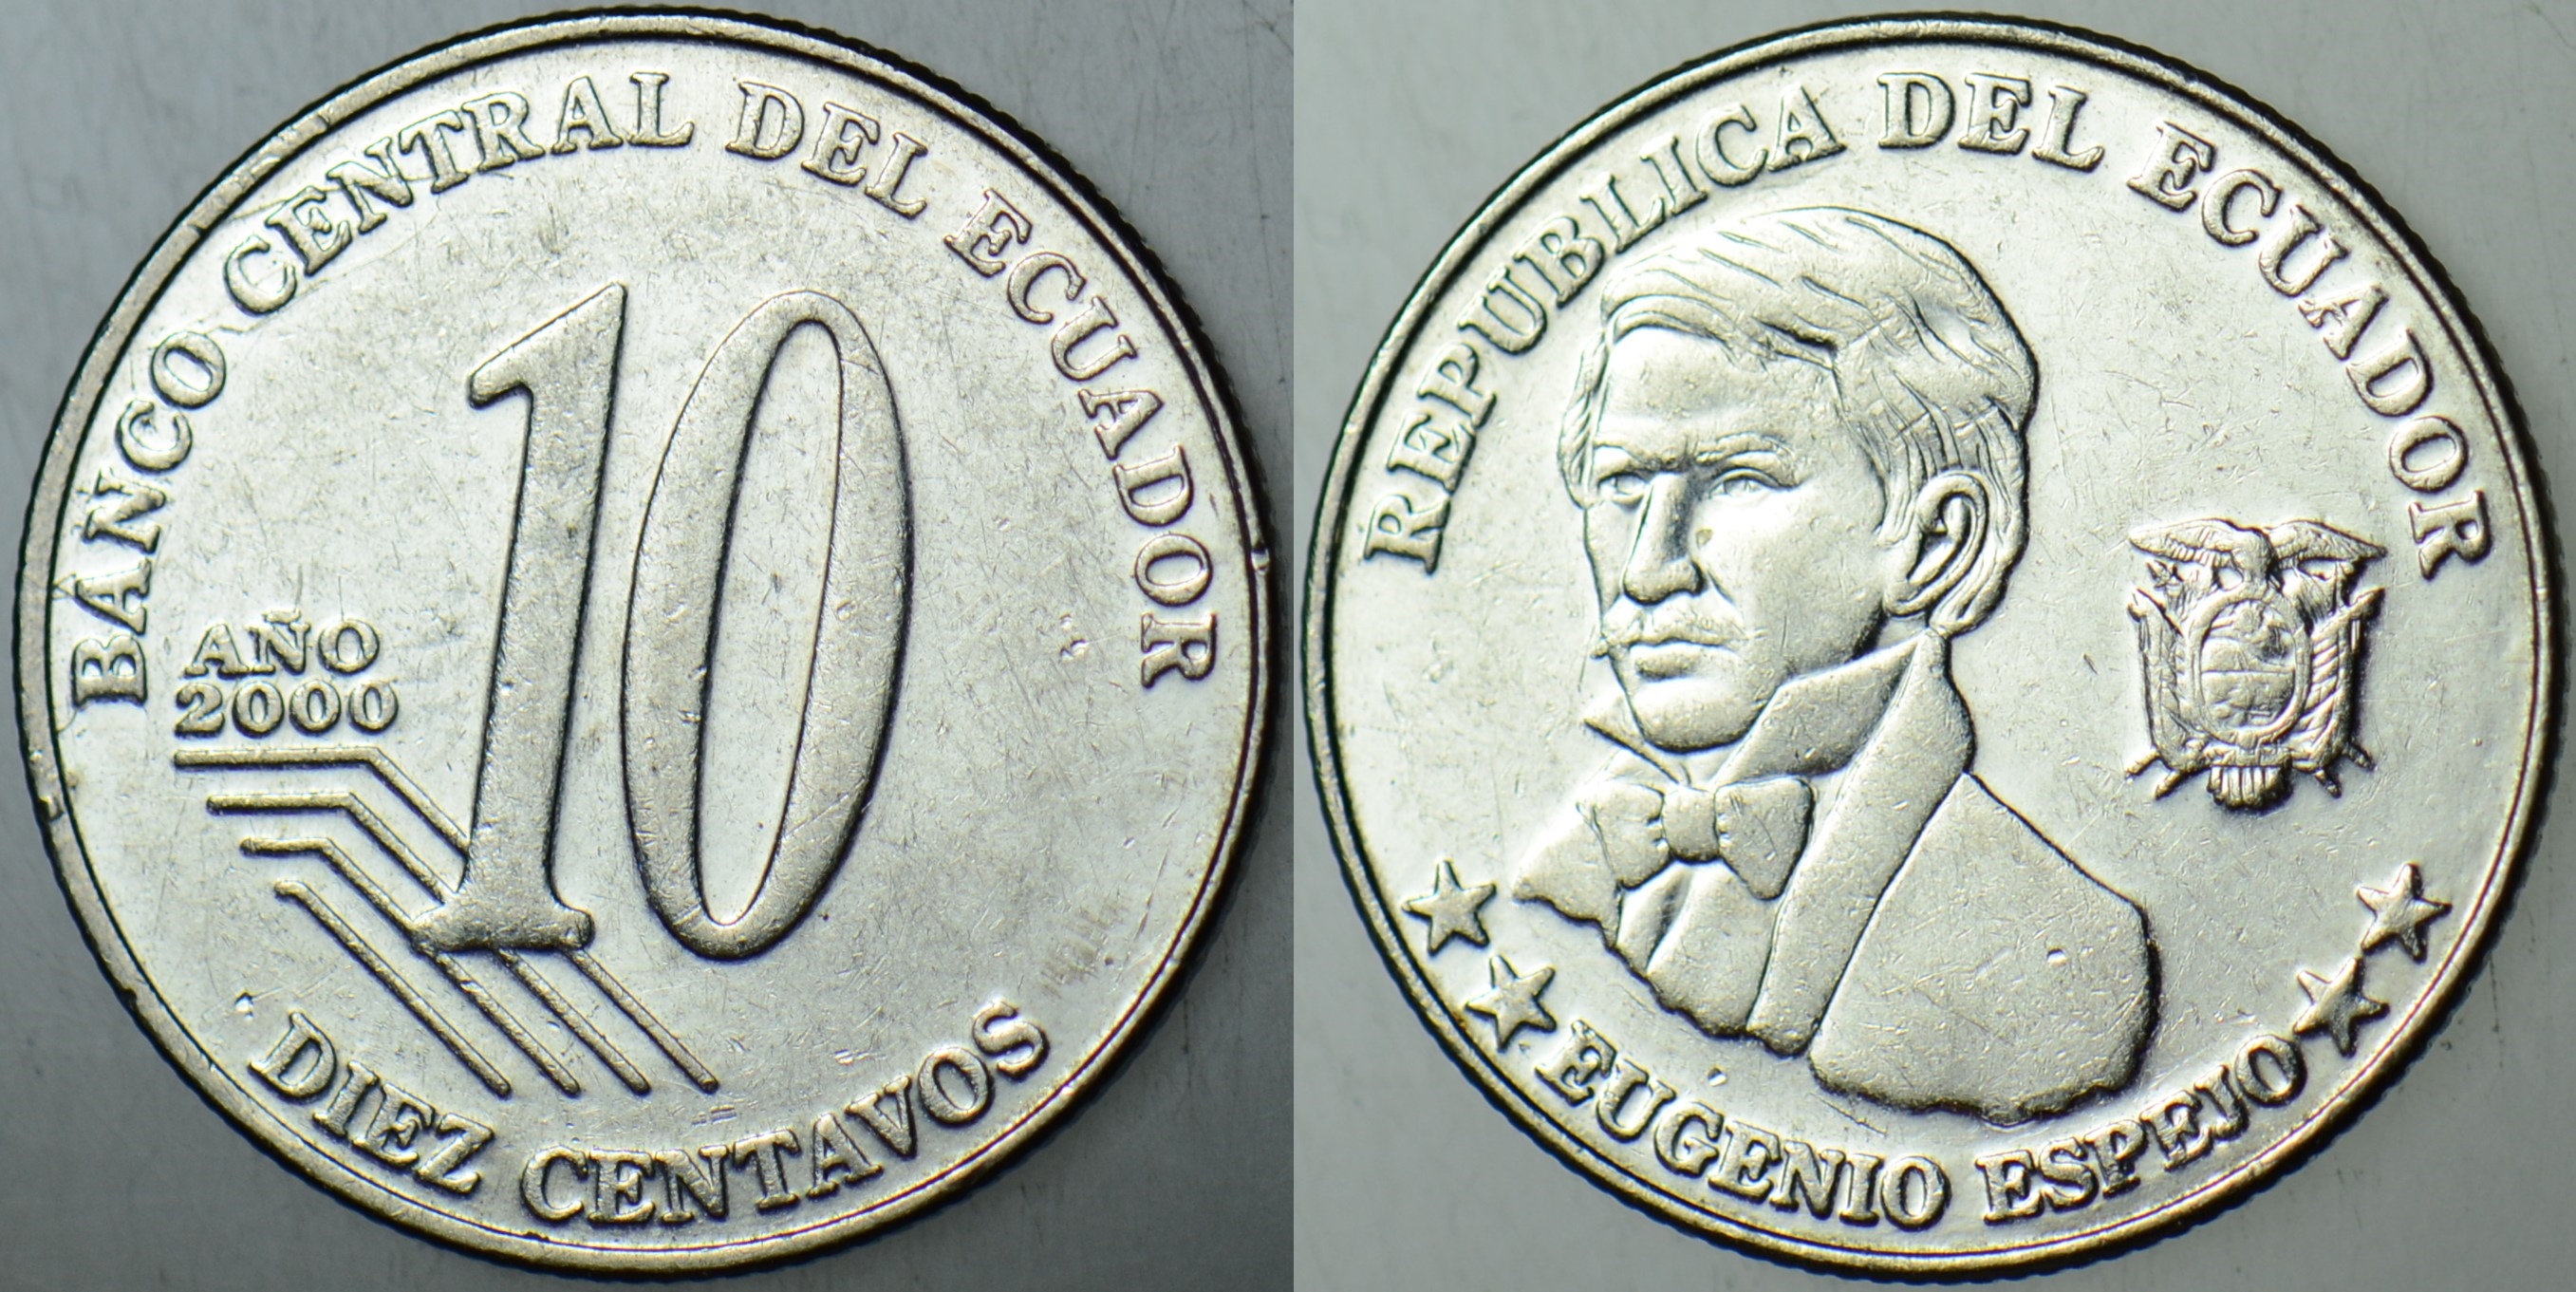 BANCO CENTRAL DEL ECUADOR
AÑO
2000
10
DIEZ CENTAVOS
REPUBLICA DEL ECUADOR
EUGENIO ESPEJO